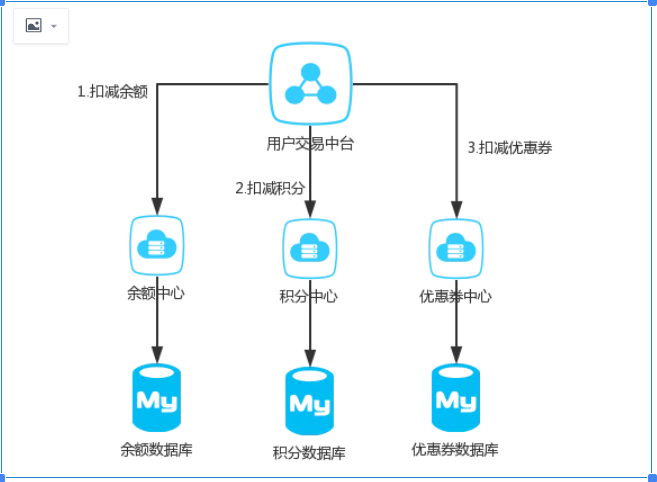 1.扣减余额
用户交易中台
3.扣减优惠券
2.扣减积分
余额中心
积分中心
优惠券中心
My
My
My
余额数据库
积分数据库
优惠券数据库